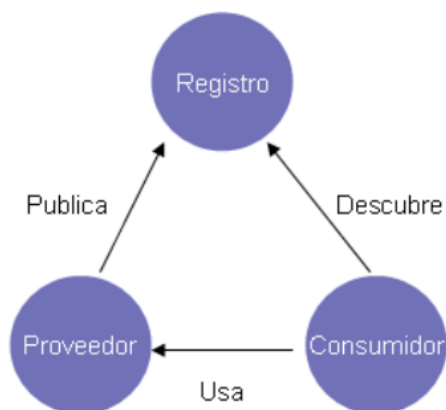 Registro
Publica
Descubre
Proveedor
Consumidor
Usa